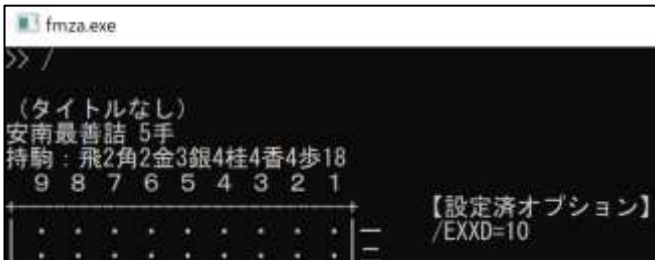 fmza.exe
>> /
(タイトルなし)
安南最善詰 5手
持駒:飛2角2金3銀4桂4香4歩18
9 8 7 6 5 4 3 2 1
【設定済オプション】
|・・・・・・・・・|一
/EXXD=10
|・・・・・・・・・|二